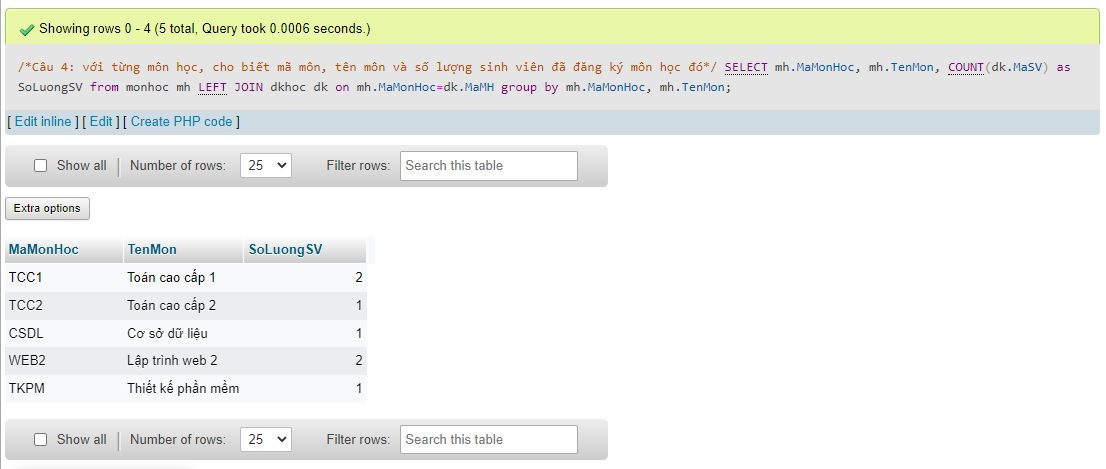 Showing rows 0 - 4 (5 total, Query took 0.0006 seconds.)
/*Câu 4: với từng môn học, cho biết mã môn, tên môn và số lượng sinh viên đã đăng ký môn học đó*/ SELECT mh.MaMonHoc, mh.TenMon, COUNT(dk.MaSV) as
SoLuongSV from monhoc mh LEFT JOIN dkhoc dk on mh.MaMonHoc=dk.MaMH group by mh.MaMonHoc, mh.TenMon;
[ Edit inline ] [ Edit ] [ Create PHP code ]
Show all | Number of rows: 25 Filter rows: Search this table
Extra options
MaMonHoc TenMon SoLuongSV
TCC1 Toán cao cấp 1 2
TCC2 Toán cao cấp 2 1
CSDL Cơ sở dữ liệu 1
WEB2 Lập trình web 2 2
TKPM Thiết kế phần mềm 1
Show all | Number of rows: 25 Filter rows: Search this table